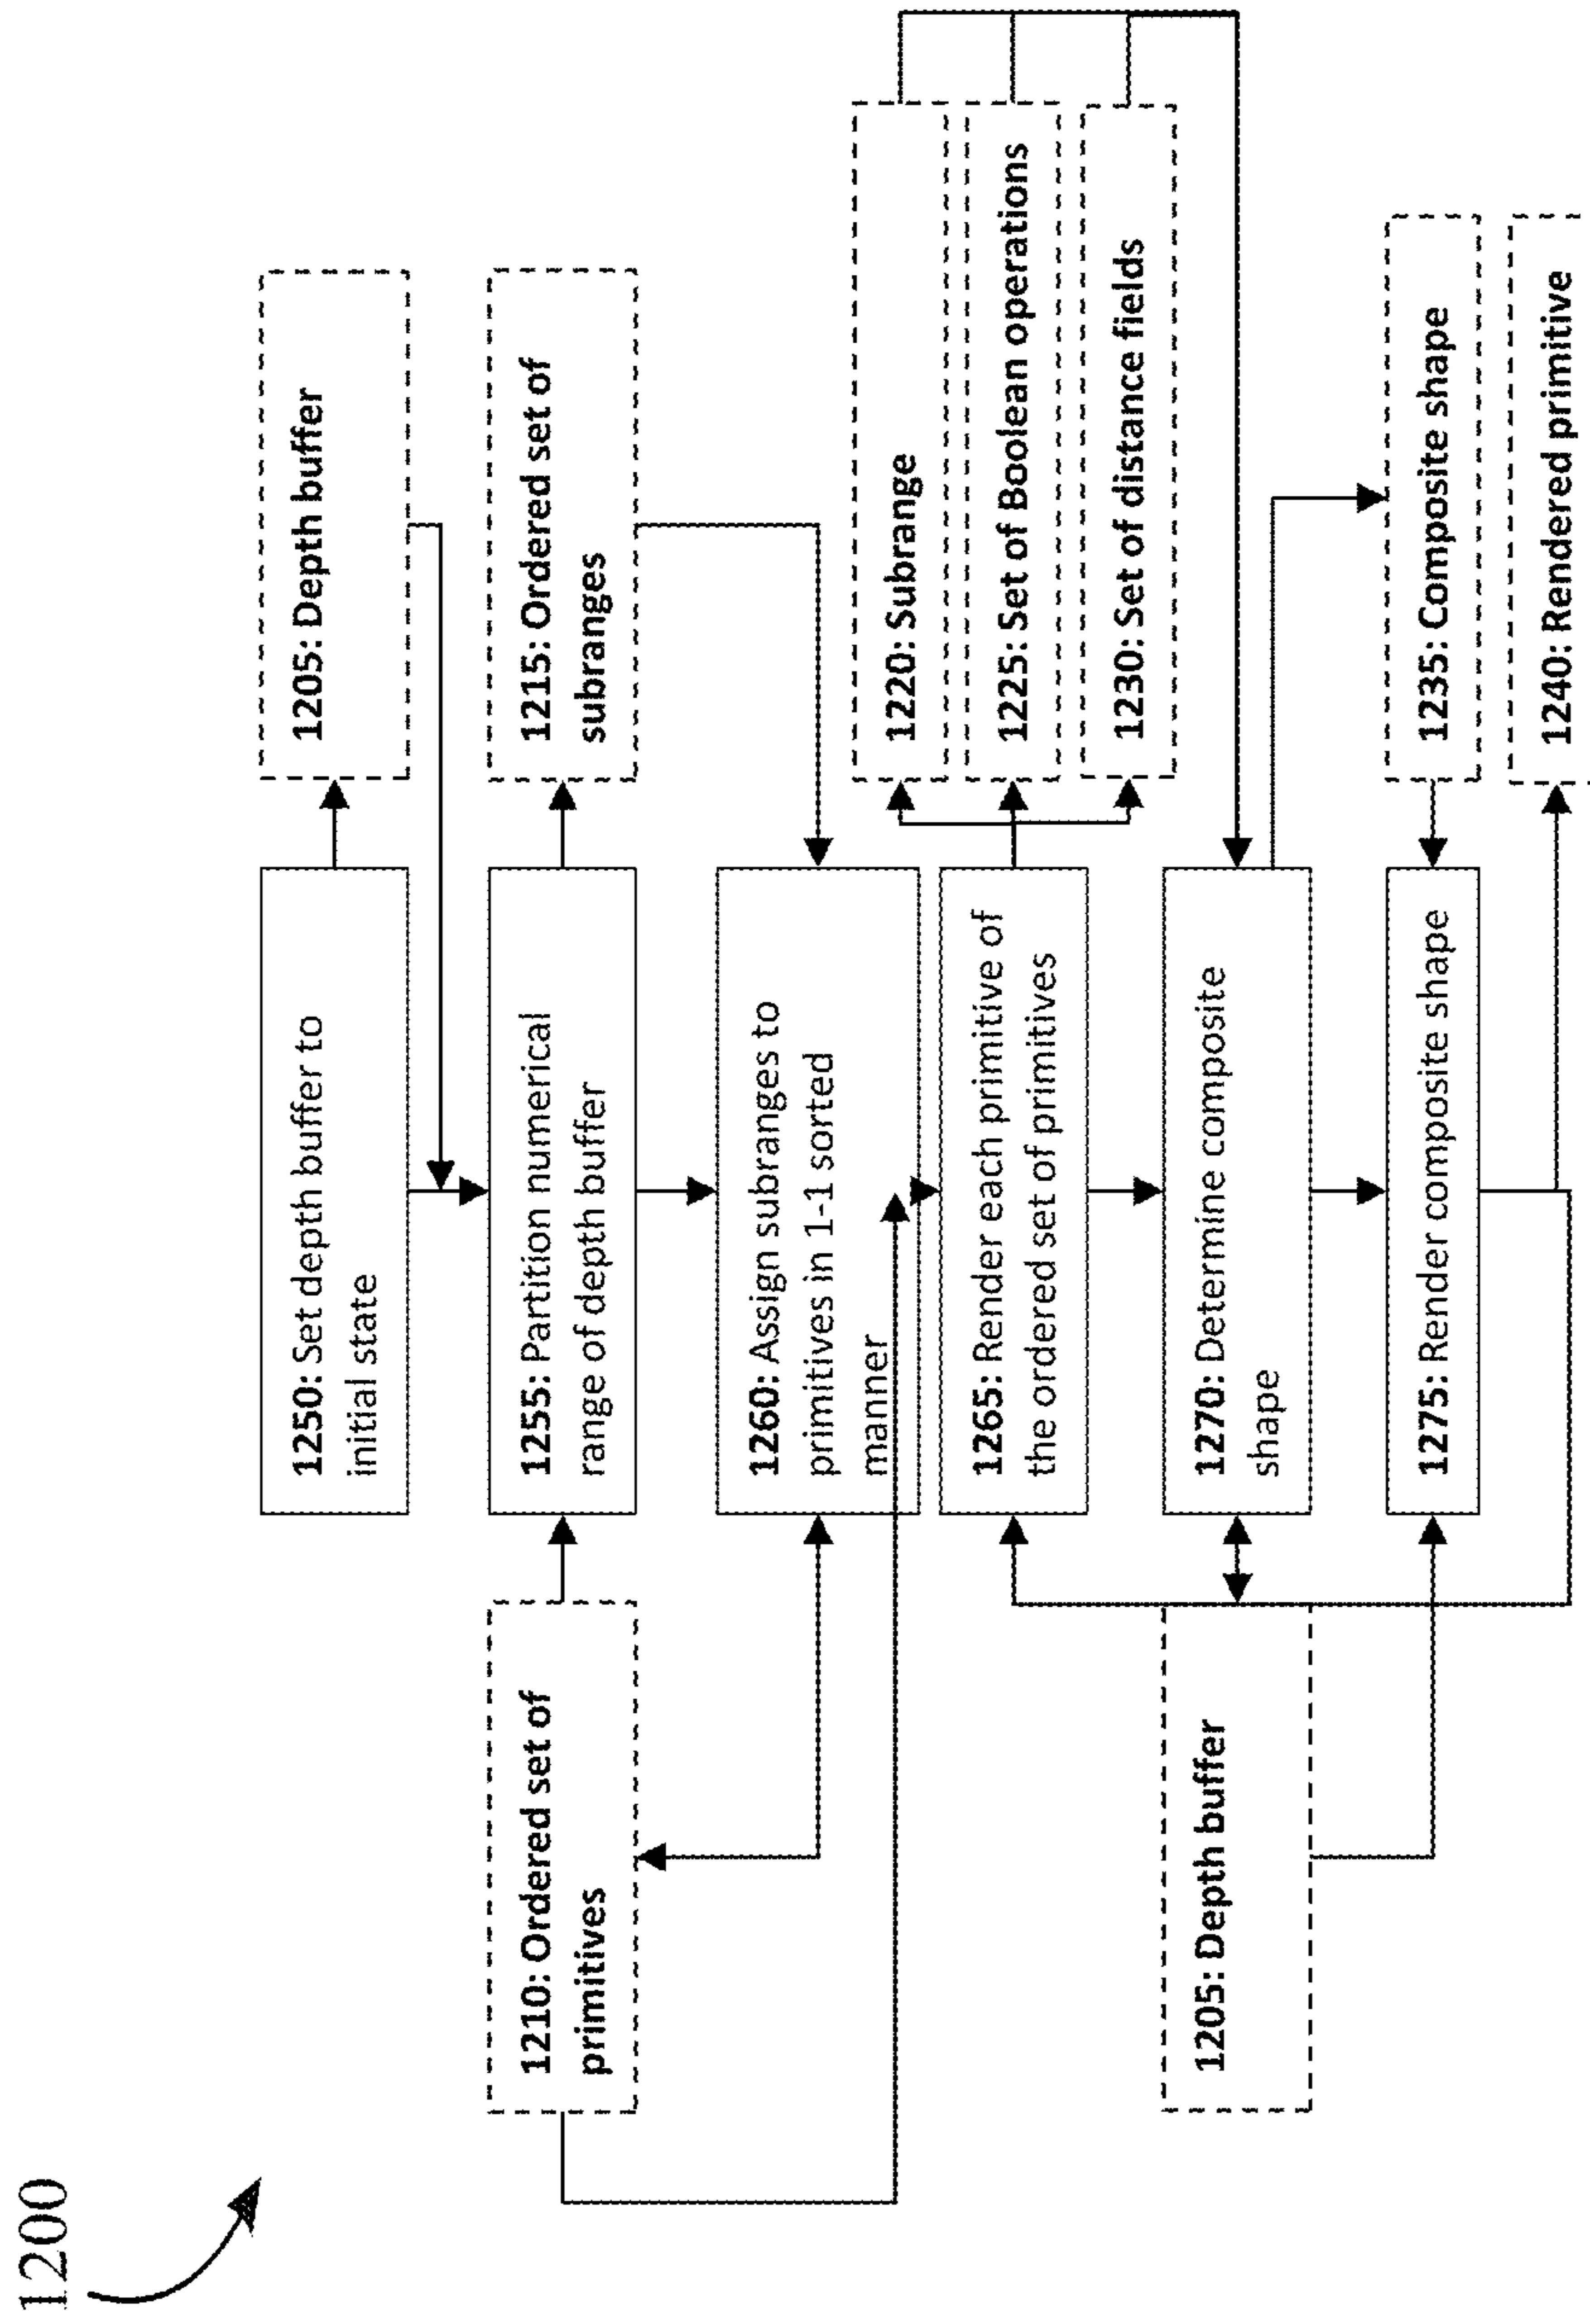 1200
1250: Set depth buffer to
initial state
1205: Depth buffer
1210: Ordered set of
primitives
1255: Partition numerical
range of depth buffer
1215: Ordered set of
subranges
1260: Assign subranges to
primitives in 1-1 sorted
manner
1265: Render each primitive of
the ordered set of primitives
1220: Subrange
1225: Set of Boolean operations
1230: Set of distance fields
1205: Depth buffer
1270: Determine composite
shape
1275: Render composite shape
1235: Composite shape
1240: Rendered primitive